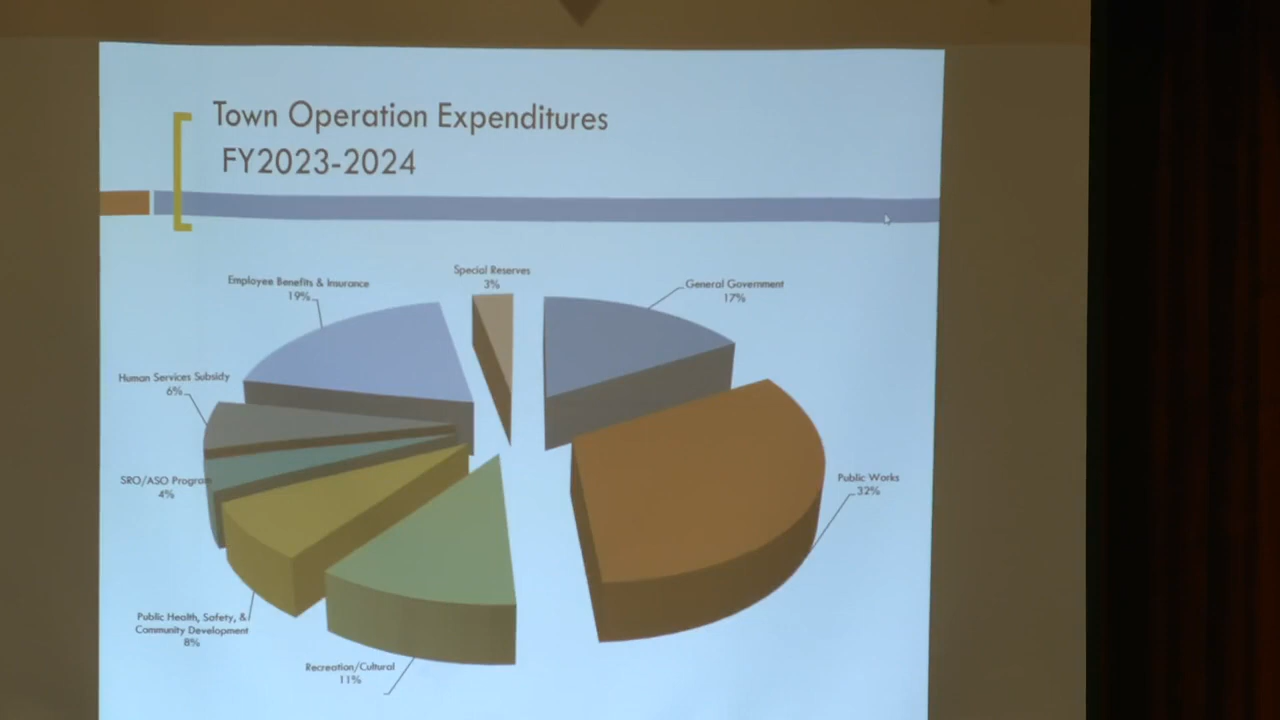 Town Operation Expenditures
FY2023-2024
Special Reserves
3%
Employee Benefits & Insurance
19%
General Government
17%
Human Services Subsidy
6%
SRO/ASO Program
4%
Public Works
32%
Public Health, Safety, &
Community Development
8%
Recreation/Cultural
11%